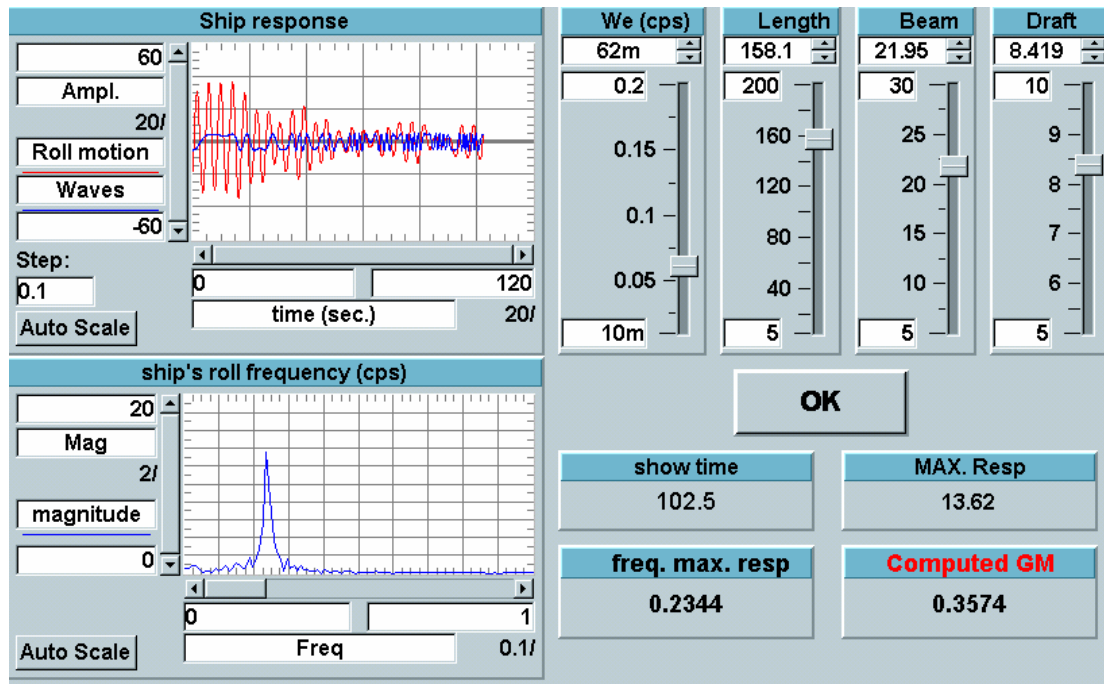 Ship response
60
Ampl.
20/
Roll motion
Waves
-60
Step:
0.1
Auto Scale
0
120
time (sec.)
20/
We (cps)
62m
0.2
0.15
0.1
0.05
10m
Length
158.1
200
160
120
80
40
5
Beam
21.95
30
25
20
15
10
5
Draft
8.419
10
9
8
7
6
5
ship's roll frequency (cps)
20
Mag
2/
magnitude
0
0
1
Auto Scale
Freq
0.1/
OK
show time
102.5
MAX. Resp
13.62
freq. max. resp
0.2344
Computed GM
0.3574